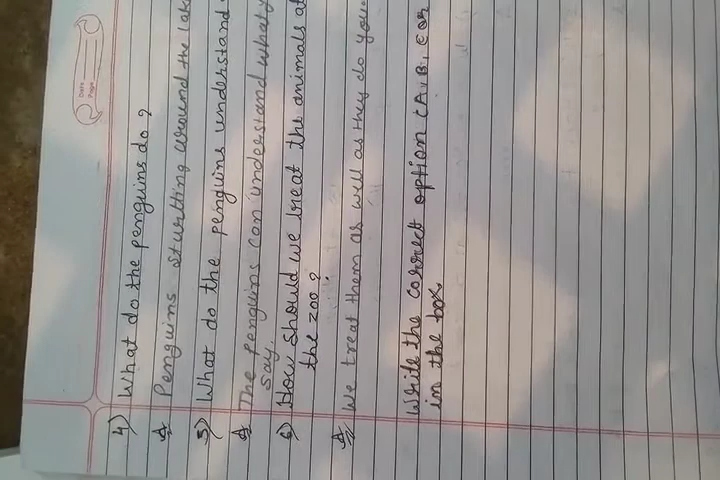 Date
Page
4) What do the penguins do ?
A Penguins sturtting around the lak
5) What do the penguins understand
A The penguins can understand what y
say.
6) How should we treat the animals at
the zoo ?
A We treat them as well as they do you.
Write the correct option (A, B, C or
in the box